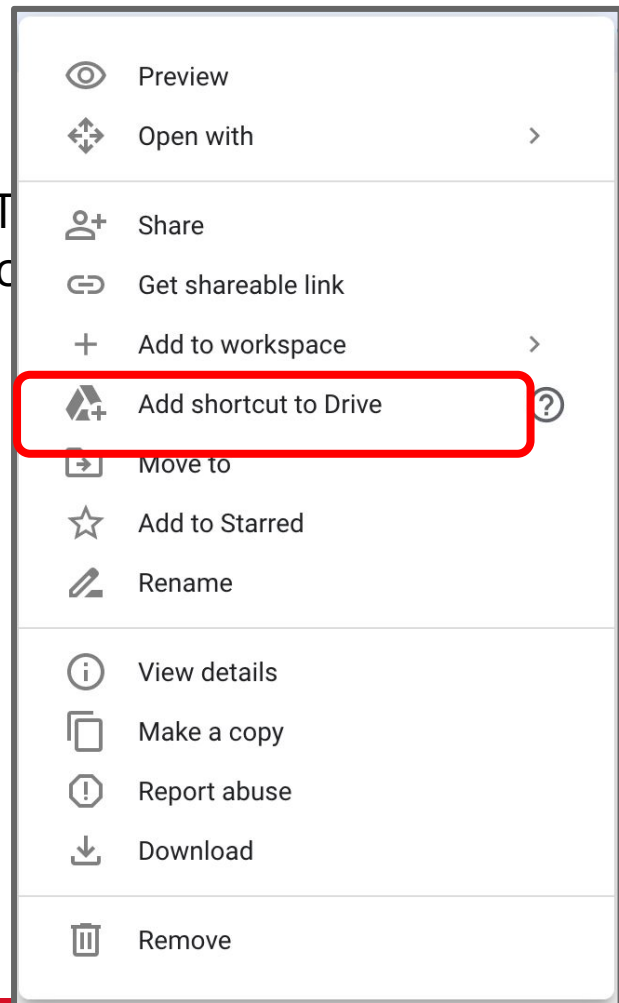 Preview
Open with
Share
Get shareable link
Add to workspace
Add shortcut to Drive
Move to
Add to Starred
Rename
View details
Make a copy
Report abuse
Download
Remove